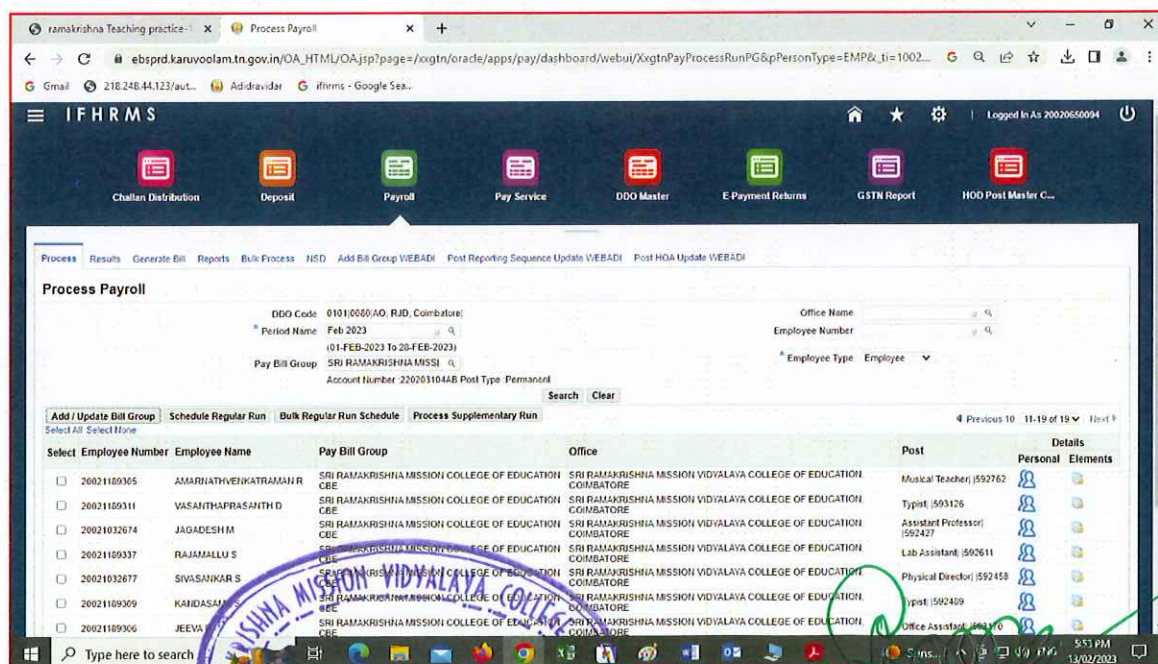 ramakrishna Teaching practice- Process Payroll
ebsprd.karuvoolam.tn.gov.in/OA_HTML/OA.jsp?page=/xxgtn/oracle/apps/pay/dashboard/webui/XxgtnPayProcessRunPG&pPersonType=EMP&_ti=1002...
Gmail 218.248.44.123/aut... Adidravidar ifhrms - Google Sea...
IFHRMS Logged In As 20020650094
Challan Distribution Deposit Payroll Pay Service DDO Master E-Payment Returns GSTN Report HOD Post Master C...
Process Results Generate Bill Reports Bulk Process NSD Add Bill Group WEBADI Post Reporting Sequence Update WEBADI Post HOA Update WEBADI
Process Payroll
DDO Code 0101|0080|AO, RJD, Coimbatore| Office Name
* Period Name Feb 2023 Employee Number
(01-FEB-2023 To 28-FEB-2023) * Employee Type Employee
Pay Bill Group SRI RAMAKRISHNA MISSI
Account Number :220203104AB Post Type :Permanent
Search Clear
Add / Update Bill Group Schedule Regular Run Bulk Regular Run Schedule Process Supplementary Run Previous 10 11-19 of 19 Next
Select All Select None
Select Employee Number Employee Name Pay Bill Group Office Post Details
Personal Elements
20021189305 AMARNATHVENKATRAMAN R SRI RAMAKRISHNA MISSION COLLEGE OF EDUCATION CBE SRI RAMAKRISHNA MISSION VIDYALAYA COLLEGE OF EDUCATION, COIMBATORE Musical Teacher| |592762
20021189311 VASANTHAPRASANTH D SRI RAMAKRISHNA MISSION COLLEGE OF EDUCATION CBE SRI RAMAKRISHNA MISSION VIDYALAYA COLLEGE OF EDUCATION, COIMBATORE Typist| |593126
20021032674 JAGADESH M SRI RAMAKRISHNA MISSION COLLEGE OF EDUCATION CBE SRI RAMAKRISHNA MISSION VIDYALAYA COLLEGE OF EDUCATION, COIMBATORE Assistant Professor| |592427
20021189337 RAJAMALLU S SRI RAMAKRISHNA MISSION COLLEGE OF EDUCATION CBE SRI RAMAKRISHNA MISSION VIDYALAYA COLLEGE OF EDUCATION, COIMBATORE Lab Assistant| |592611
20021032677 SIVASANKAR S SRI RAMAKRISHNA MISSION COLLEGE OF EDUCATION CBE SRI RAMAKRISHNA MISSION VIDYALAYA COLLEGE OF EDUCATION, COIMBATORE Physical Director| |592458
20021189309 SRI RAMAKRISHNA MISSION COLLEGE OF EDUCATION CBE SRI RAMAKRISHNA MISSION VIDYALAYA COLLEGE OF EDUCATION, COIMBATORE |592489
20021189306 JEEVA SRI RAMAKRISHNA MISSION VIDYALAYA COLLEGE OF EDUCATION, COIMBATORE Office Assistant|
MISSION VIDYALAYA COLLEGE
Type here to search ENG 5:53 PM
13/02/2023